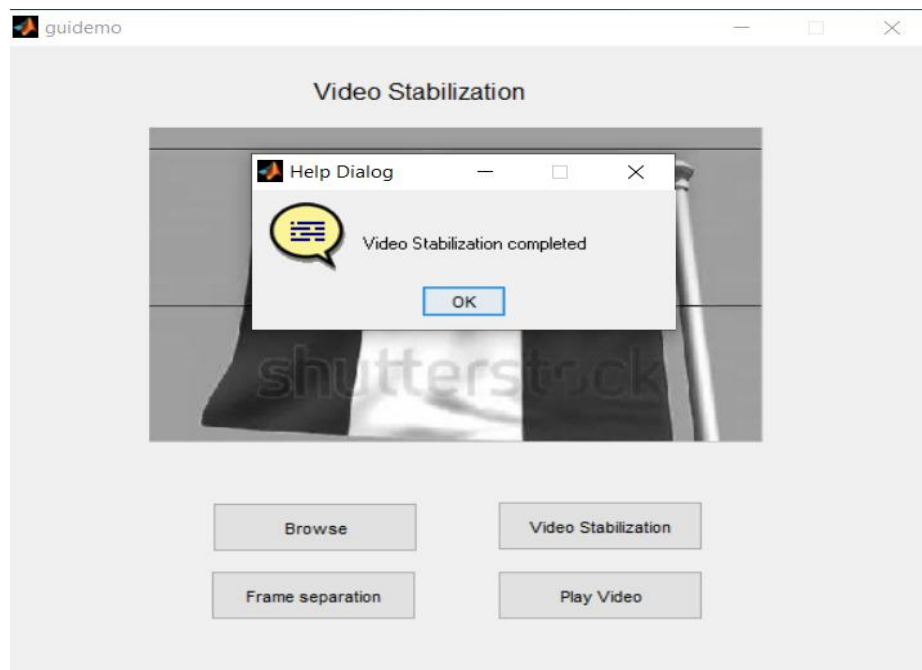 guidemo
Video Stabilization
Help Dialog
Video Stabilization completed
OK
shutterstock
Browse
Video Stabilization
Frame separation
Play Video